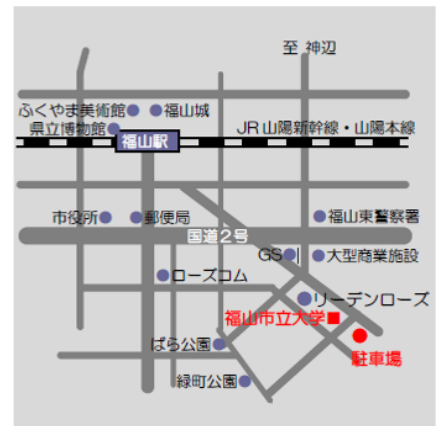 至 神辺
ふくやま美術館
福山城
県立博物館
福山駅
JR山陽新幹線・山陽本線
市役所
郵便局
福山東警察署
国道2号
GS
大型商業施設
ローズコム
リーデンローズ
福山市立大学
ばら公園
駐車場
緑町公園